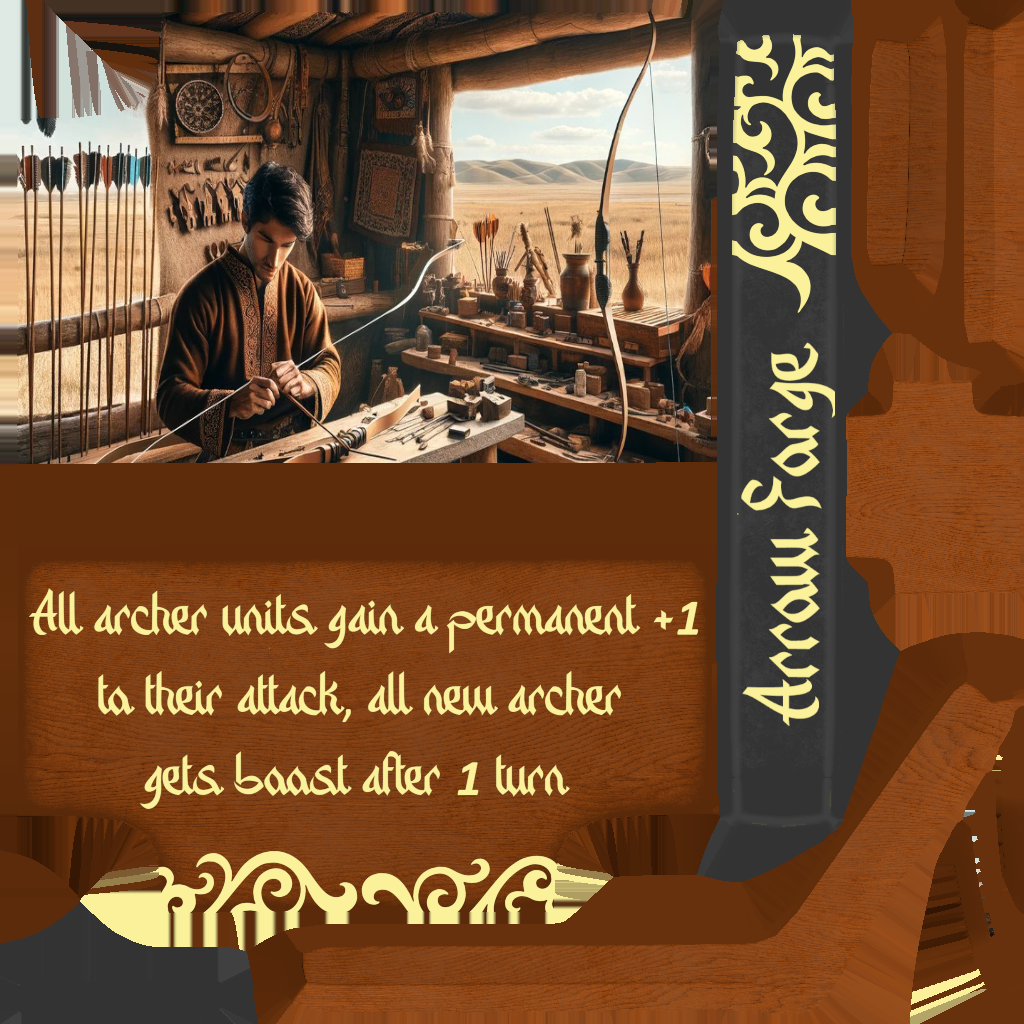 All archer units gain a permanent +1
to their attack, all new archer
gets boost after 1 turn
Arrow Forge